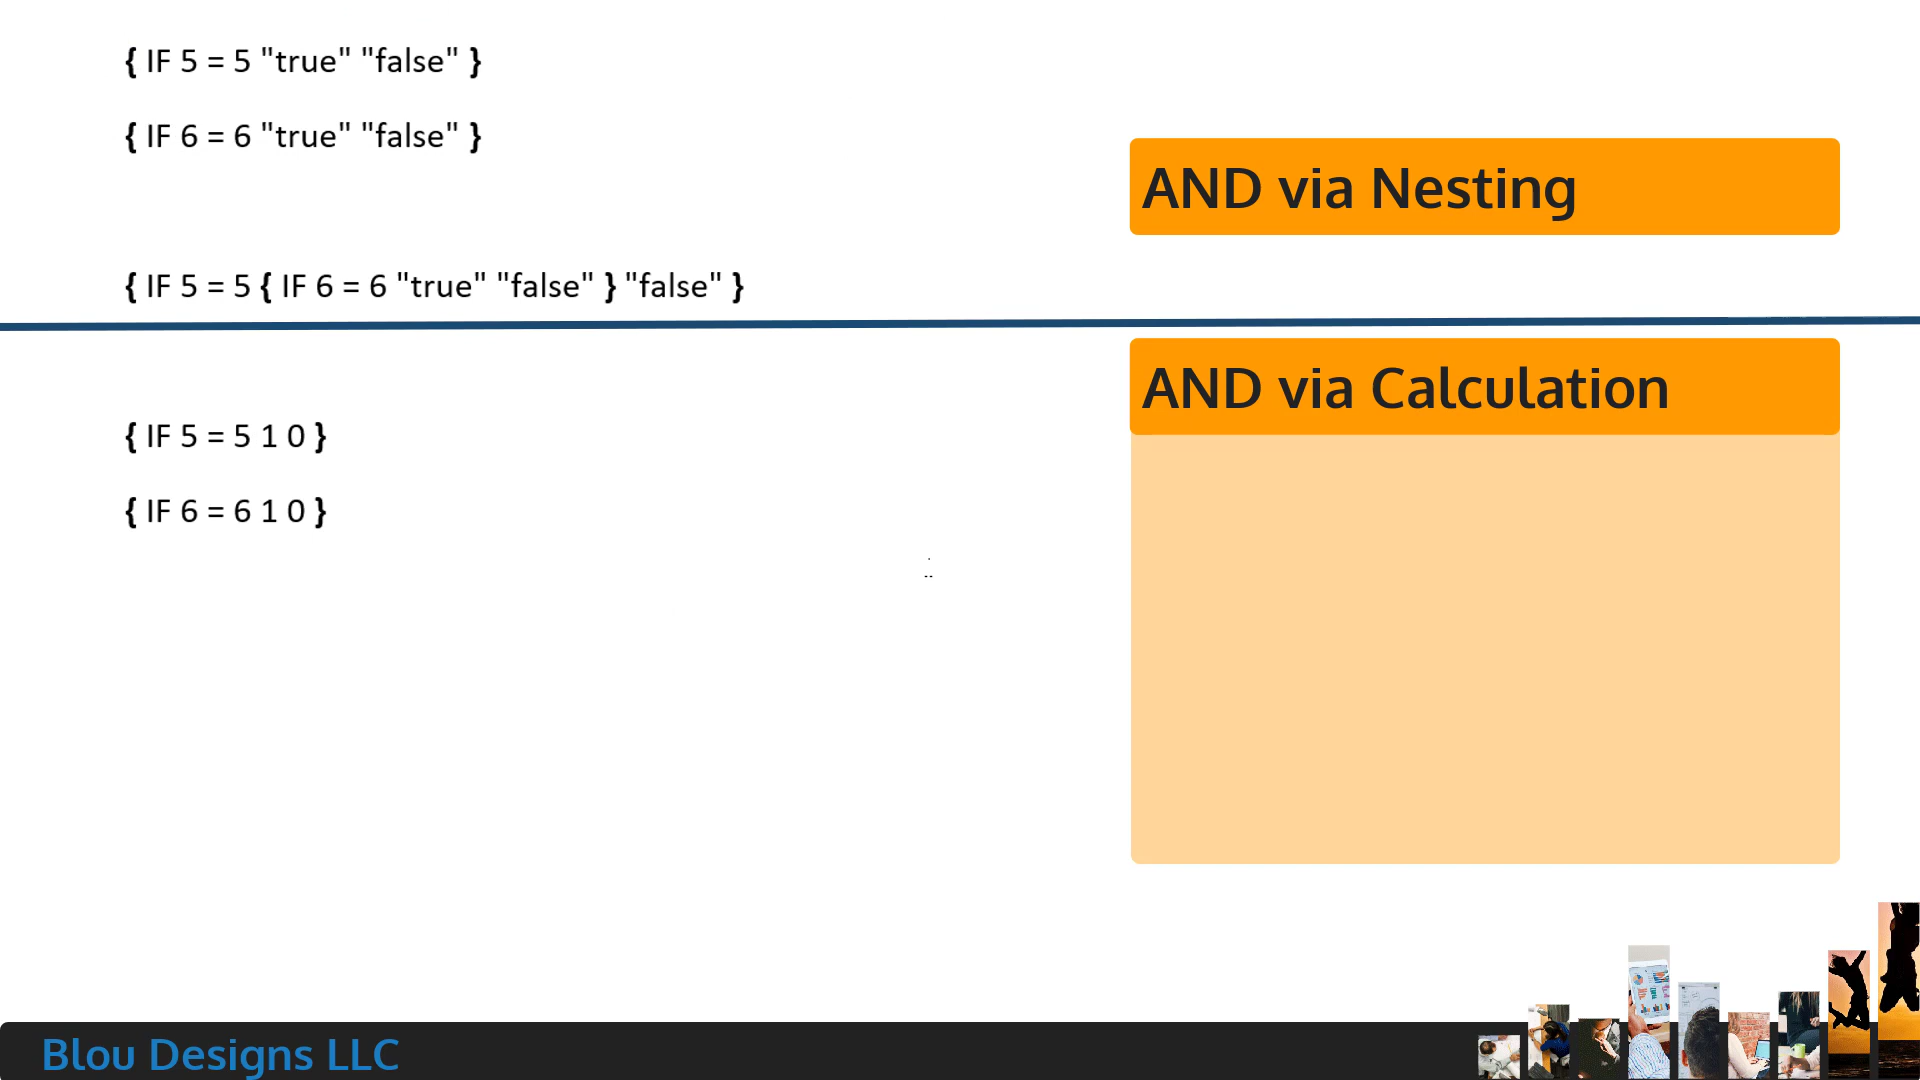 { IF 5 = 5 "true" "false" }
{ IF 6 = 6 "true" "false" }
AND via Nesting
{ IF 5 = 5 { IF 6 = 6 "true" "false" } "false" }
AND via Calculation
{ IF 5 = 5 1 0 }
{ IF 6 = 6 1 0 }
Blou Designs LLC